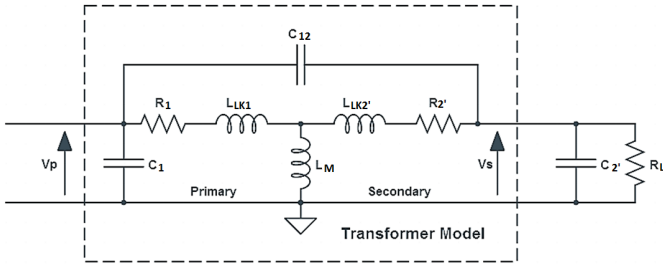 C12
R1
LLK1
LLK2'
R2'
Vp
C1
LM
Vs
C2'
RL
Primary
Secondary
Transformer Model